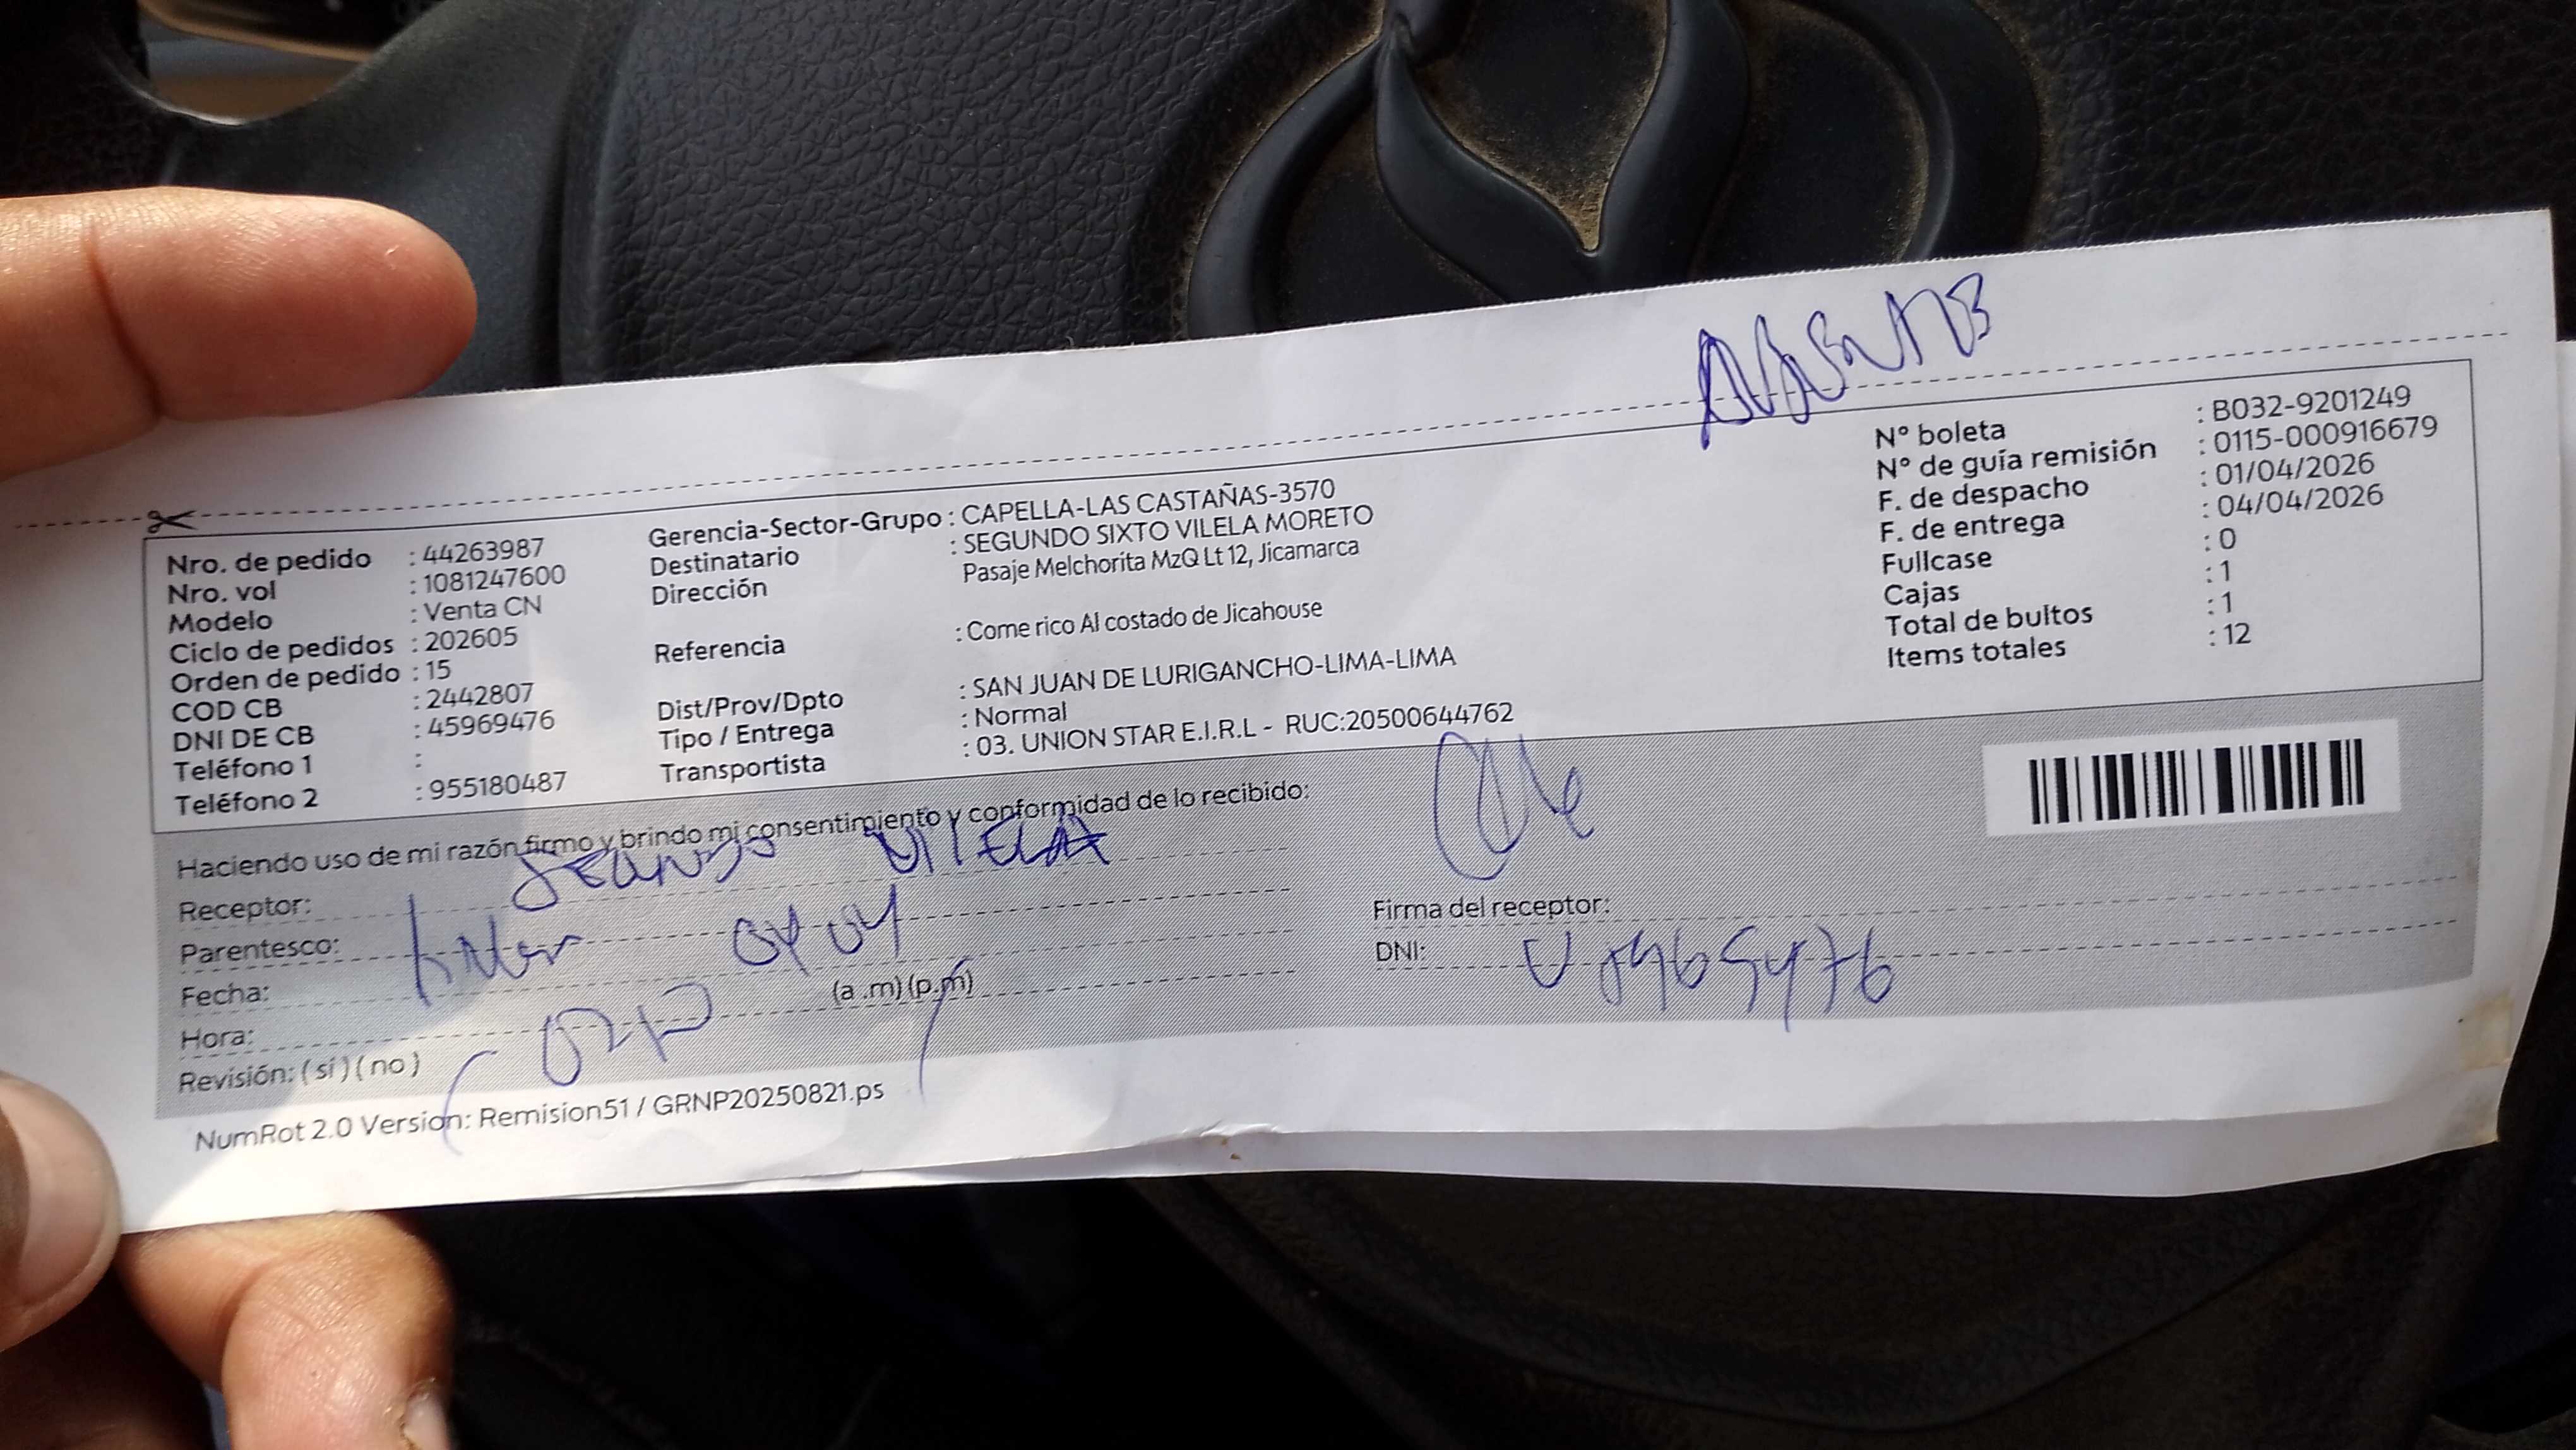 Nro. de pedido : 44263987
Nro. vol : 1081247600
Modelo : Venta CN
Ciclo de pedidos : 202605
Orden de pedido : 15
COD CB : 2442807
DNI DE CB : 45969476
Teléfono 1 :
Teléfono 2 : 955180487
Gerencia-Sector-Grupo : CAPELLA-LAS CASTAÑAS-3570
Destinatario : SEGUNDO SIXTO VILELA MORETO
Dirección Pasaje Melchorita MzQ Lt 12, Jicamarca
Referencia : Come rico Al costado de Jicahouse
Dist/Prov/Dpto : SAN JUAN DE LURIGANCHO-LIMA-LIMA
Tipo / Entrega : Normal
Transportista : 03. UNION STAR E.I.R.L - RUC:20500644762
N° boleta : B032-9201249
N° de guía remisión : 0115-000916679
F. de despacho : 01/04/2026
F. de entrega : 04/04/2026
Fullcase : 0
Cajas : 1
Total de bultos : 1
Items totales : 12
Haciendo uso de mi razón firmo y brindo mi consentimiento y conformidad de lo recibido:
Receptor: VILELA
Parentesco:
Fecha: 04 04
Hora: (a .m) (p.m)
Revisión: ( si ) ( no )
Firma del receptor:
DNI:
NumRot 2.0 Version: Remision51 / GRNP20250821.ps